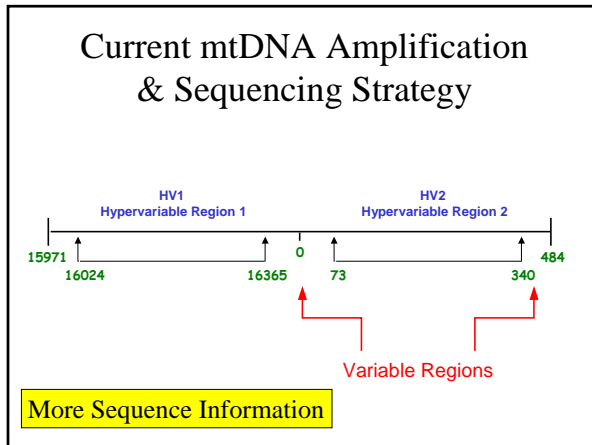 Current mtDNA Amplification
& Sequencing Strategy
HV1
Hypervariable Region 1
HV2
Hypervariable Region 2
15971
16024
16365
0
73
340
484
Variable Regions
More Sequence Information